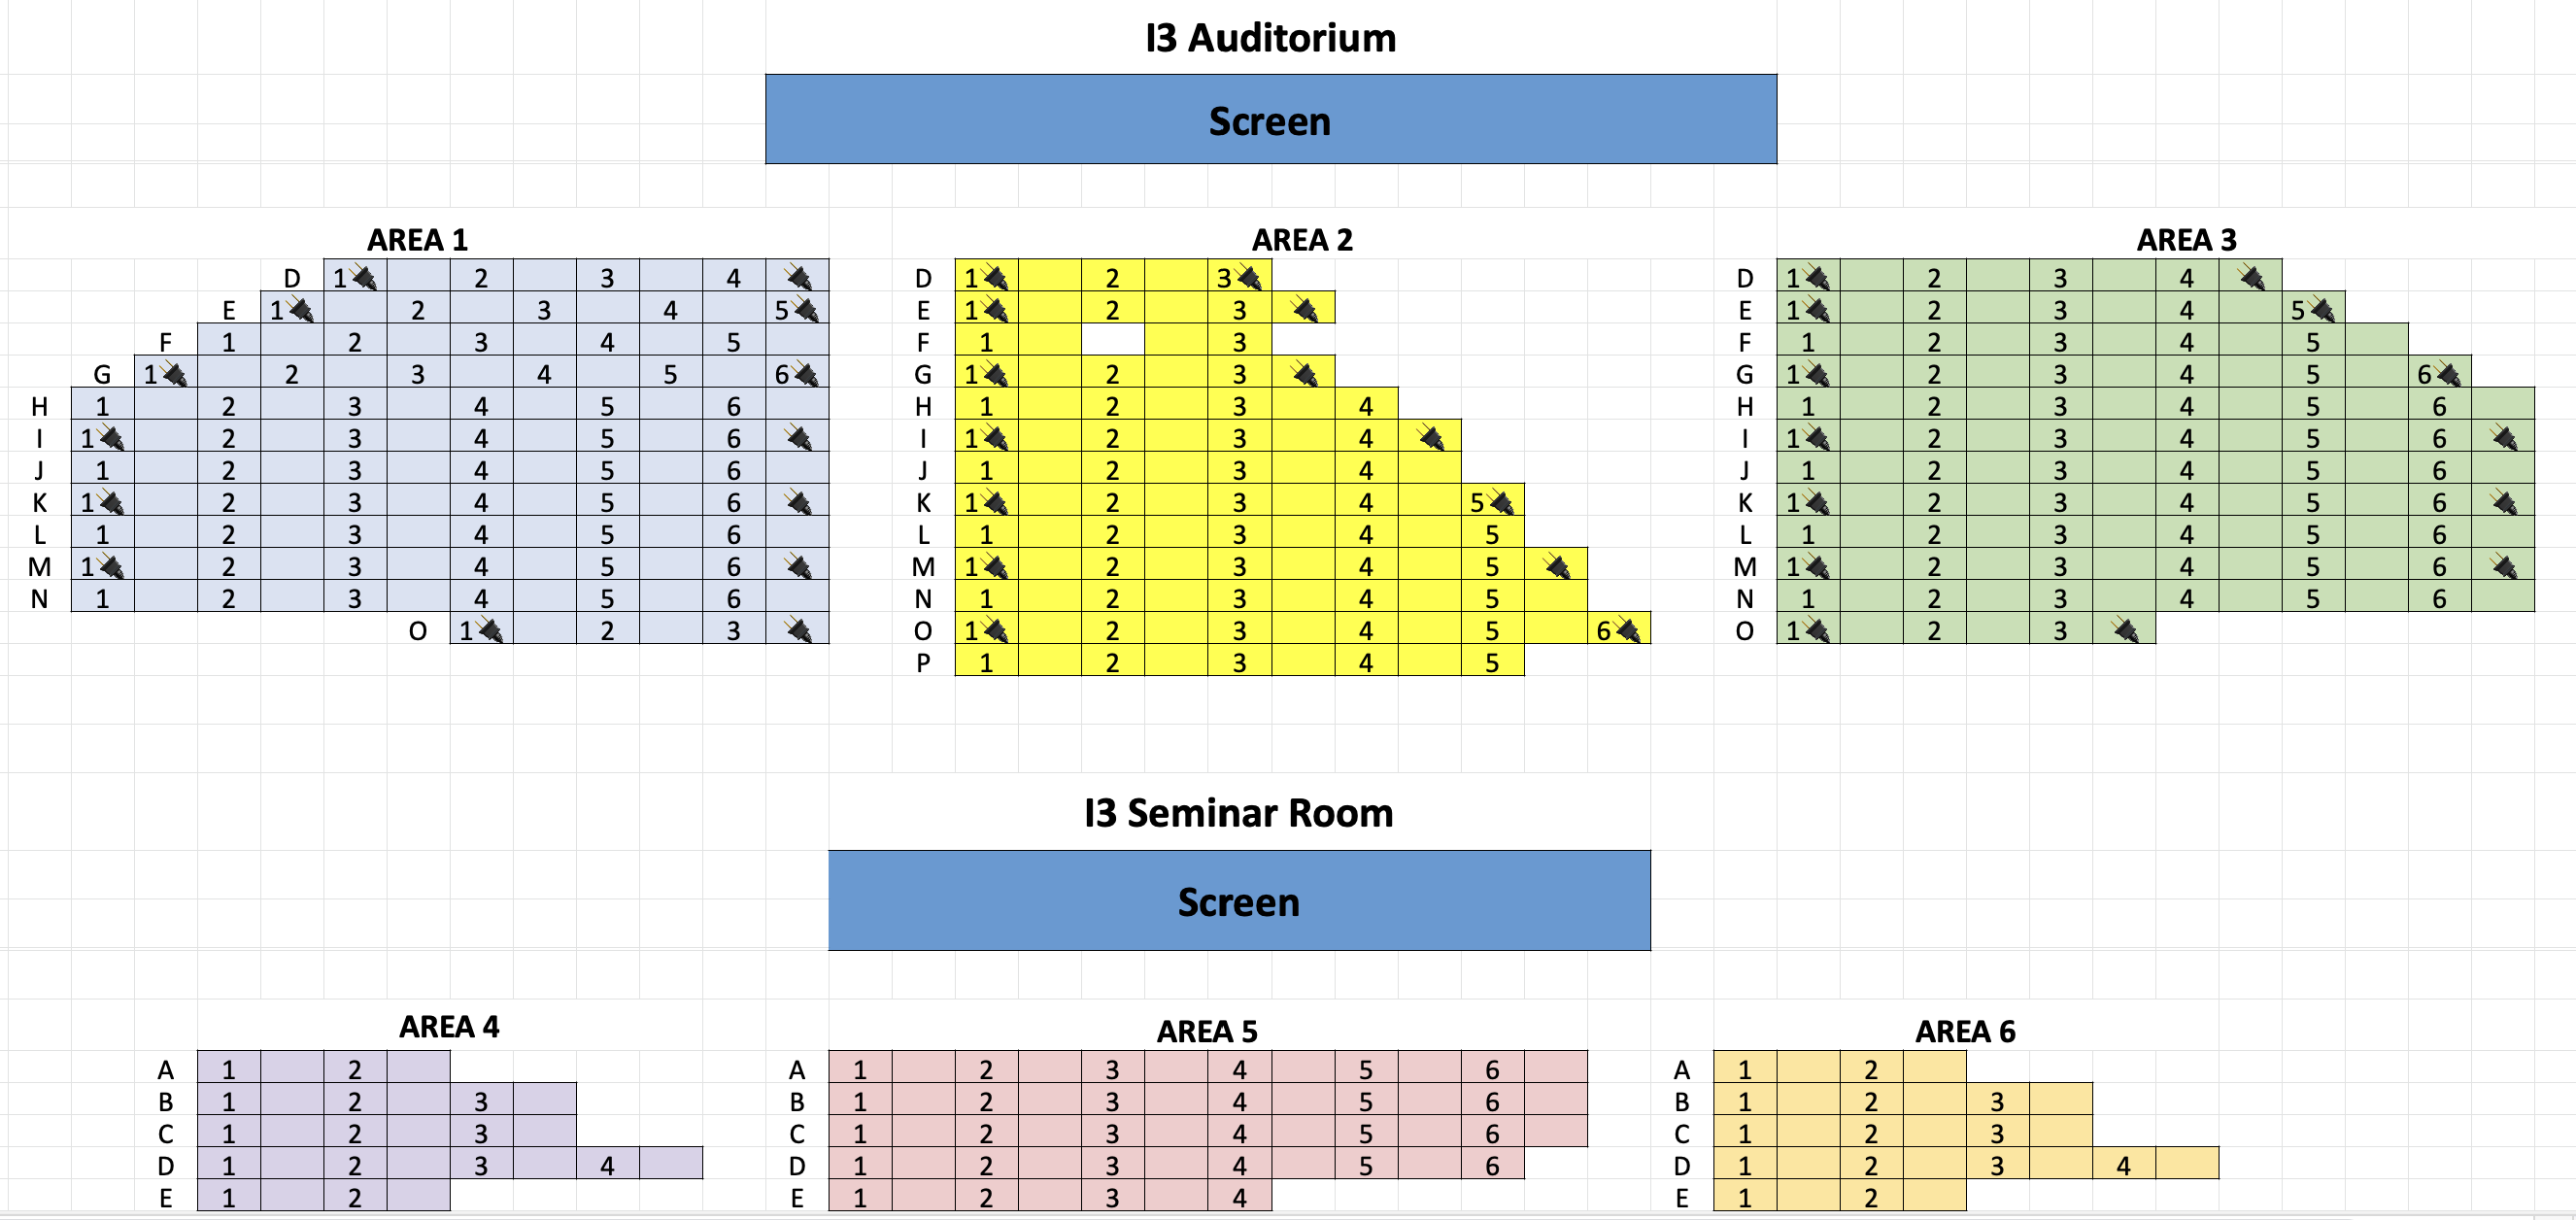 I3 Auditorium
Screen
AREA 1 AREA 2 AREA 3
D 1 2 3 4 D 1 2 3 D 1 2 3 4
E 1 2 3 4 5 E 1 2 3 E 1 2 3 4 5
F 1 2 3 4 5 F 1 3 F 1 2 3 4 5
G 1 2 3 4 5 6 G 1 2 3 G 1 2 3 4 5 6
H 1 2 3 4 5 6 H 1 2 3 4 H 1 2 3 4 5 6
I 1 2 3 4 5 6 I 1 2 3 4 I 1 2 3 4 5 6
J 1 2 3 4 5 6 J 1 2 3 4 J 1 2 3 4 5 6
K 1 2 3 4 5 6 K 1 2 3 4 5 K 1 2 3 4 5 6
L 1 2 3 4 5 6 L 1 2 3 4 5 L 1 2 3 4 5 6
M 1 2 3 4 5 6 M 1 2 3 4 5 M 1 2 3 4 5 6
N 1 2 3 4 5 6 N 1 2 3 4 5 N 1 2 3 4 5 6
O 1 2 3 O 1 2 3 4 5 6 O 1 2 3
P 1 2 3 4 5
I3 Seminar Room
Screen
AREA 4 AREA 5 AREA 6
A 1 2 A 1 2 3 4 5 6 A 1 2
B 1 2 3 B 1 2 3 4 5 6 B 1 2 3
C 1 2 3 C 1 2 3 4 5 6 C 1 2 3
D 1 2 3 4 D 1 2 3 4 5 6 D 1 2 3 4
E 1 2 E 1 2 3 4 E 1 2